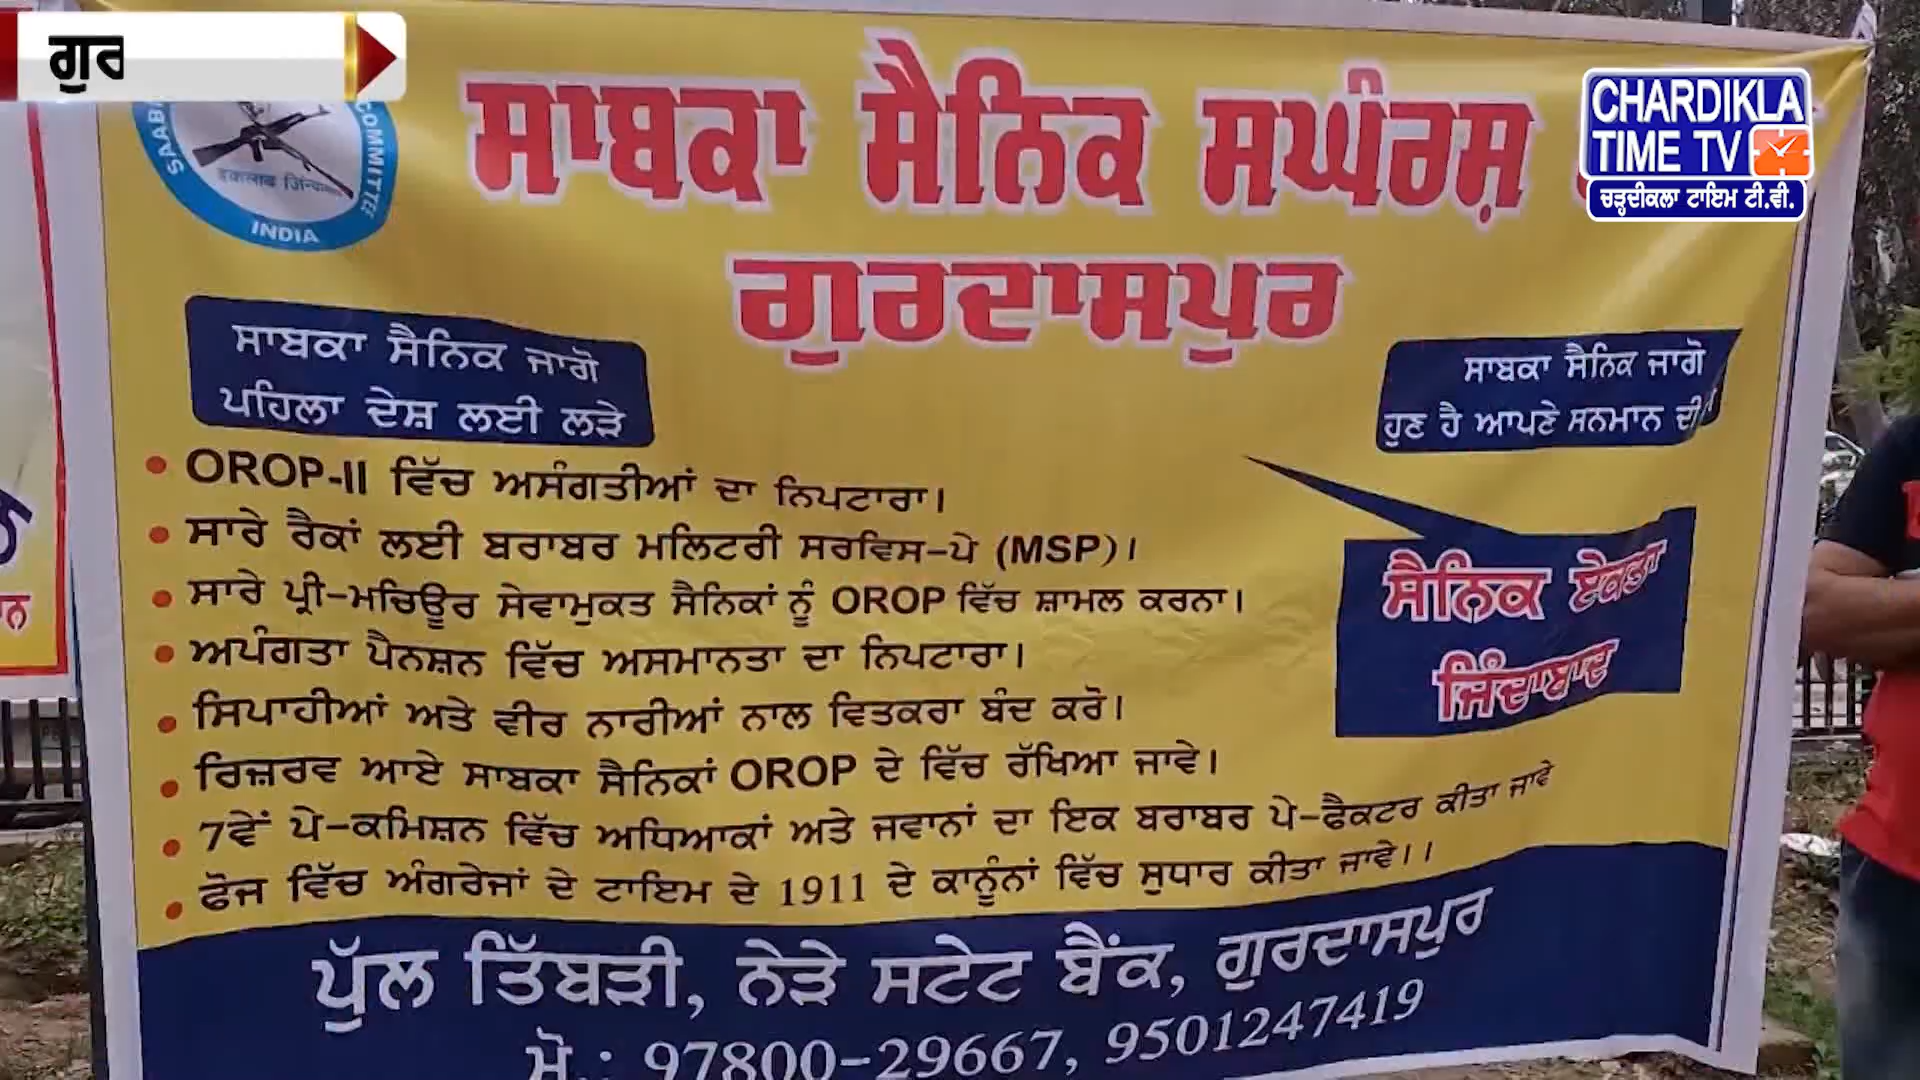 ਗੁਰ
CHARDIKLA
TIME TV
ਚੜ੍ਹਦੀਕਲਾ ਟਾਇਮ ਟੀ.ਵੀ.
COMMITTEE
INDIA
ਸਾਬਕਾ ਸੈਨਿਕ ਸਘੰਰਸ਼
ਗੁਰਦਾਸਪੁਰ
ਸਾਬਕਾ ਸੈਨਿਕ ਜਾਗੋ
ਪਹਿਲਾ ਦੇਸ਼ ਲਈ ਲੜੇ
ਸਾਬਕਾ ਸੈਨਿਕ ਜਾਗੋ
ਹੁਣ ਹੈ ਆਪਣੇ ਸਨਮਾਨ ਦੀ
• OROP-II ਵਿੱਚ ਅਸੰਗਤੀਆਂ ਦਾ ਨਿਪਟਾਰਾ।
• ਸਾਰੇ ਰੈਕਾਂ ਲਈ ਬਰਾਬਰ ਮਲਿਟਰੀ ਸਰਵਿਸ-ਪੇ (MSP)।
• ਸਾਰੇ ਪ੍ਰੀ-ਮਚਿਊਰ ਸੇਵਾਮੁਕਤ ਸੈਨਿਕਾਂ ਨੂੰ OROP ਵਿੱਚ ਸ਼ਾਮਲ ਕਰਨਾ।
• ਅਪੰਗਤਾ ਪੈਨਸ਼ਨ ਵਿੱਚ ਅਸਮਾਨਤਾ ਦਾ ਨਿਪਟਾਰਾ।
• ਸਿਪਾਹੀਆਂ ਅਤੇ ਵੀਰ ਨਾਰੀਆਂ ਨਾਲ ਵਿਤਕਰਾ ਬੰਦ ਕਰੋ।
• ਰਿਜ਼ਰਵ ਆਏ ਸਾਬਕਾ ਸੈਨਿਕਾਂ OROP ਦੇ ਵਿੱਚ ਰੱਖਿਆ ਜਾਵੇ।
• 7ਵੇਂ ਪੇ-ਕਮਿਸ਼ਨ ਵਿੱਚ ਅਧਿਆਕਾਂ ਅਤੇ ਜਵਾਨਾਂ ਦਾ ਇਕ ਬਰਾਬਰ ਪੇ-ਫੈਕਟਰ ਕੀਤਾ ਜਾਵੇ
• ਫੋਜ ਵਿੱਚ ਅੰਗਰੇਜਾਂ ਦੇ ਟਾਇਮ ਦੇ 1911 ਦੇ ਕਾਨੂੰਨਾਂ ਵਿੱਚ ਸੁਧਾਰ ਕੀਤਾ ਜਾਵੇ।।
ਸੈਨਿਕ ਏਕਤਾ
ਜਿੰਦਾਬਾਦ
ਪੁੱਲ ਤਿੱਬੜੀ, ਨੇੜੇ ਸਟੇਟ ਬੈਂਕ, ਗੁਰਦਾਸਪੁਰ
ਮੋ.: 97800-29667, 9501247419